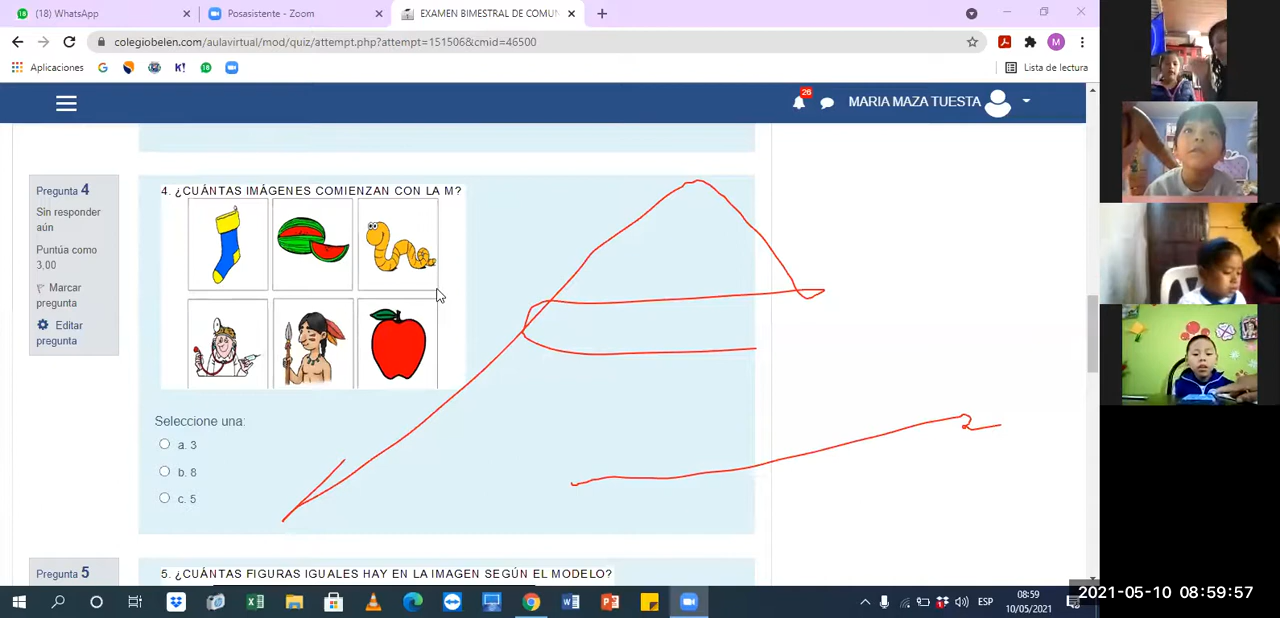 (18) WhatsApp
Posasistente - Zoom
EXAMEN BIMESTRAL DE COMUN
colegiobelen.com/aulavirtual/mod/quiz/attempt.php?attempt=151506&cmid=46500
M
Aplicaciones
Lista de lectura
26
MARIA MAZA TUESTA
Pregunta 4
Sin responder
aún
Puntúa como
3,00
Marcar
pregunta
Editar
pregunta
4. ¿CUÁNTAS IMÁGENES COMIENZAN CON LA M?
Seleccione una:
a. 3
b. 8
c. 5
Pregunta 5
5. ¿CUÁNTAS FIGURAS IGUALES HAY EN LA IMAGEN SEGÚN EL MODELO?
ESP
08:59
10/05/2021
2021-05-10 08:59:57